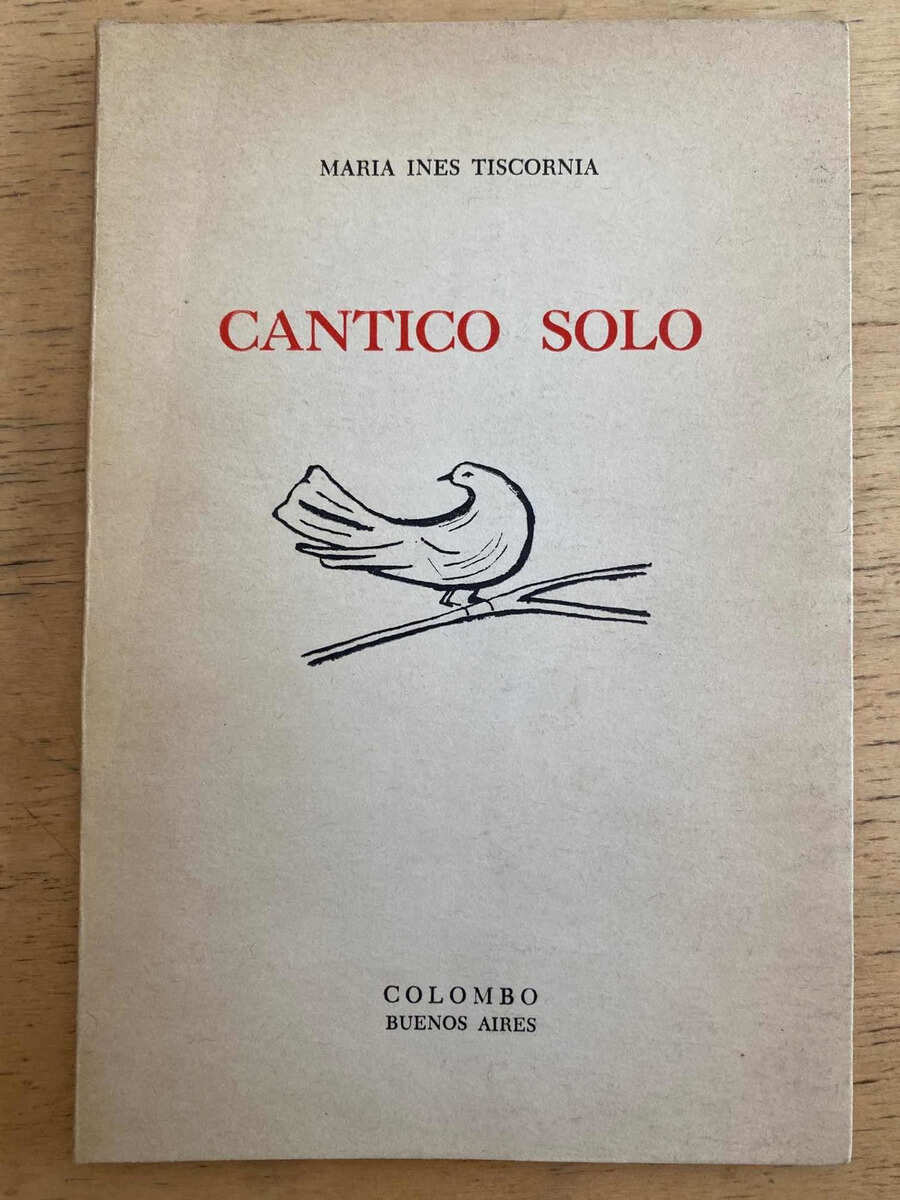 MARIA INES TISCORNIA
CANTICO SOLO
COLOMBO
BUENOS AIRES